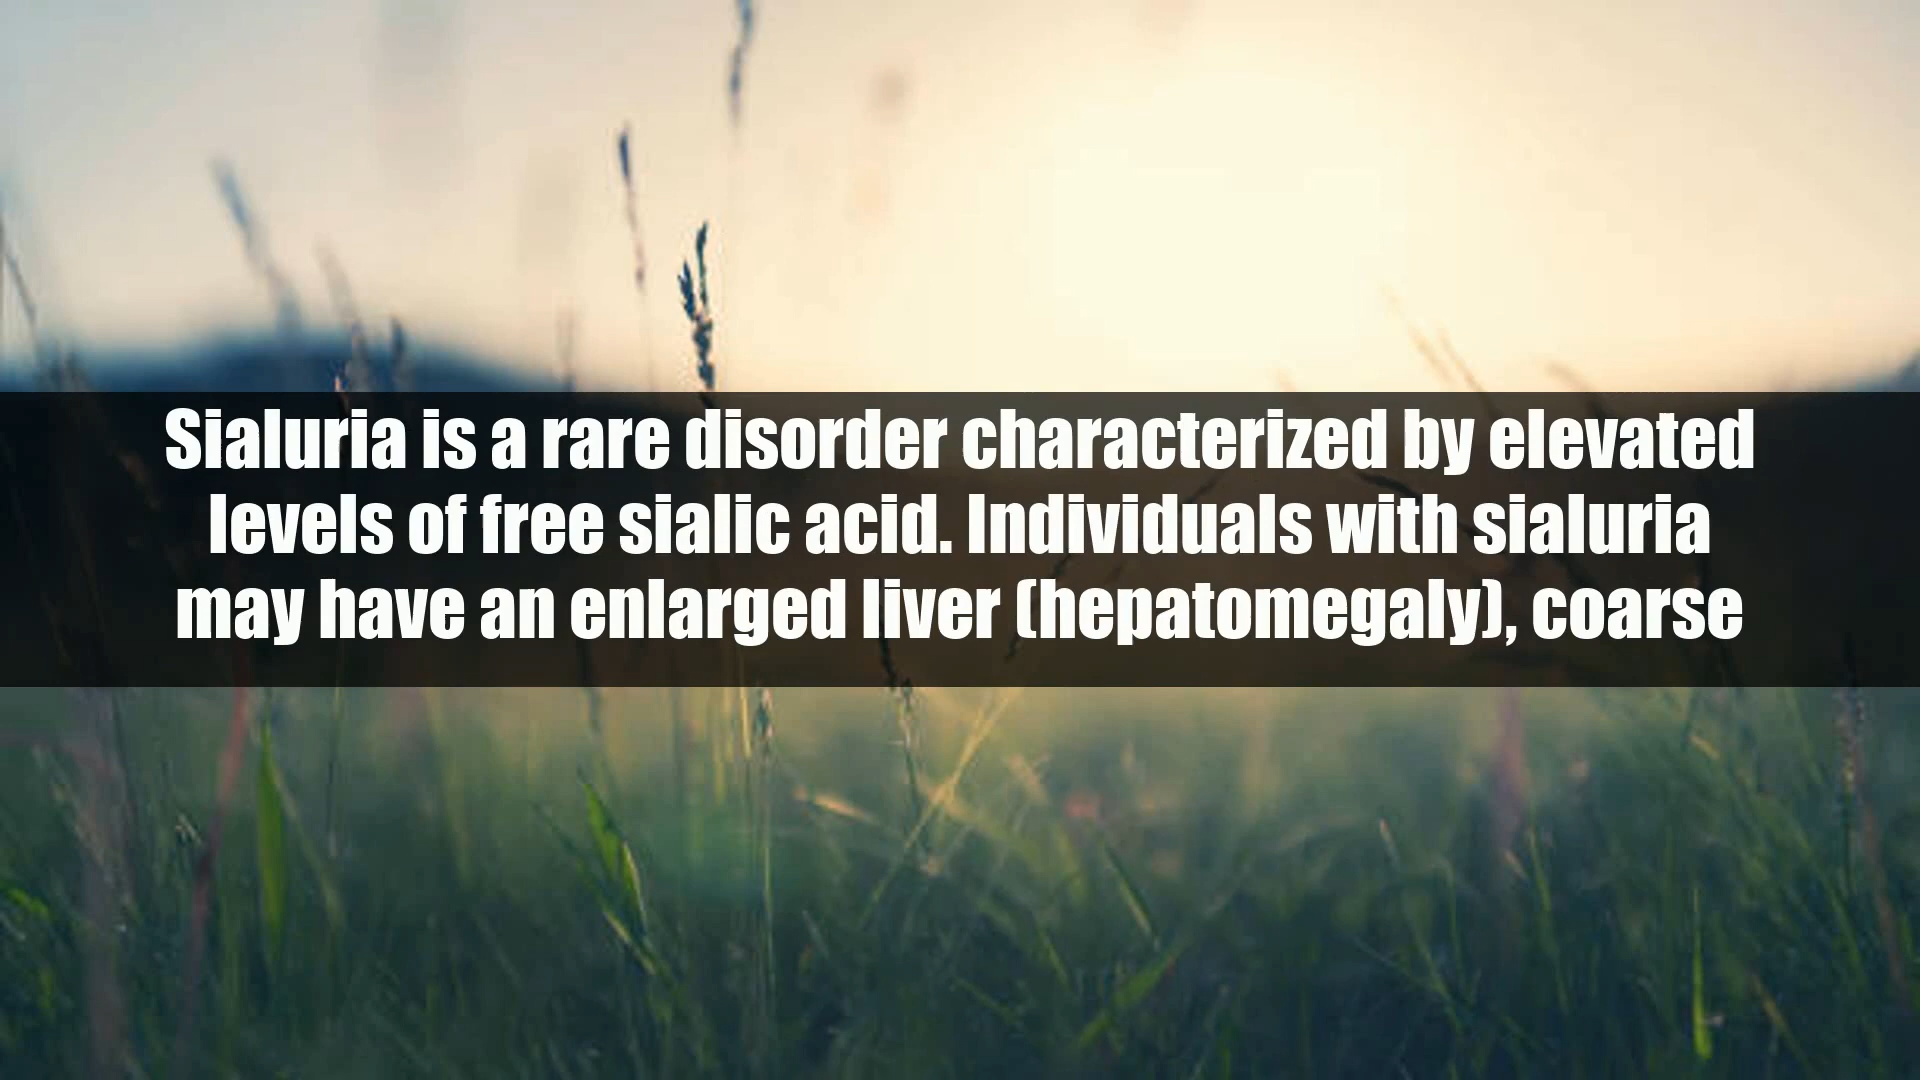 Sialuria is a rare disorder characterized by elevated
levels of free sialic acid. Individuals with sialuria
may have an enlarged liver (hepatomegaly), coarse